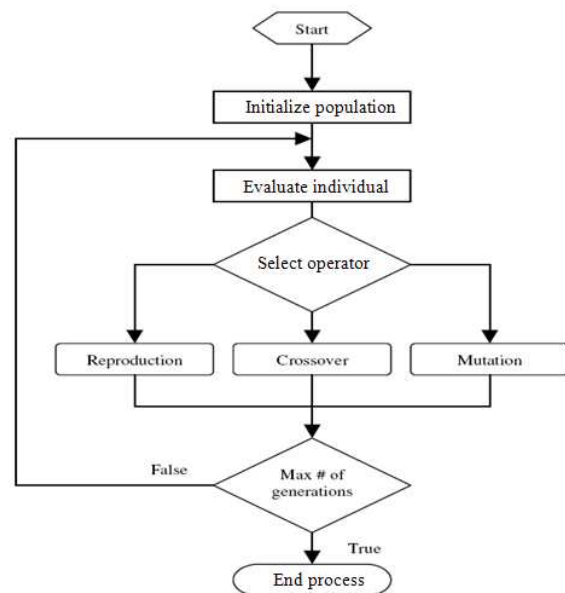 Start
Initialize population
Evaluate individual
Select operator
Reproduction
Crossover
Mutation
False
Max # of
generations
True
End process